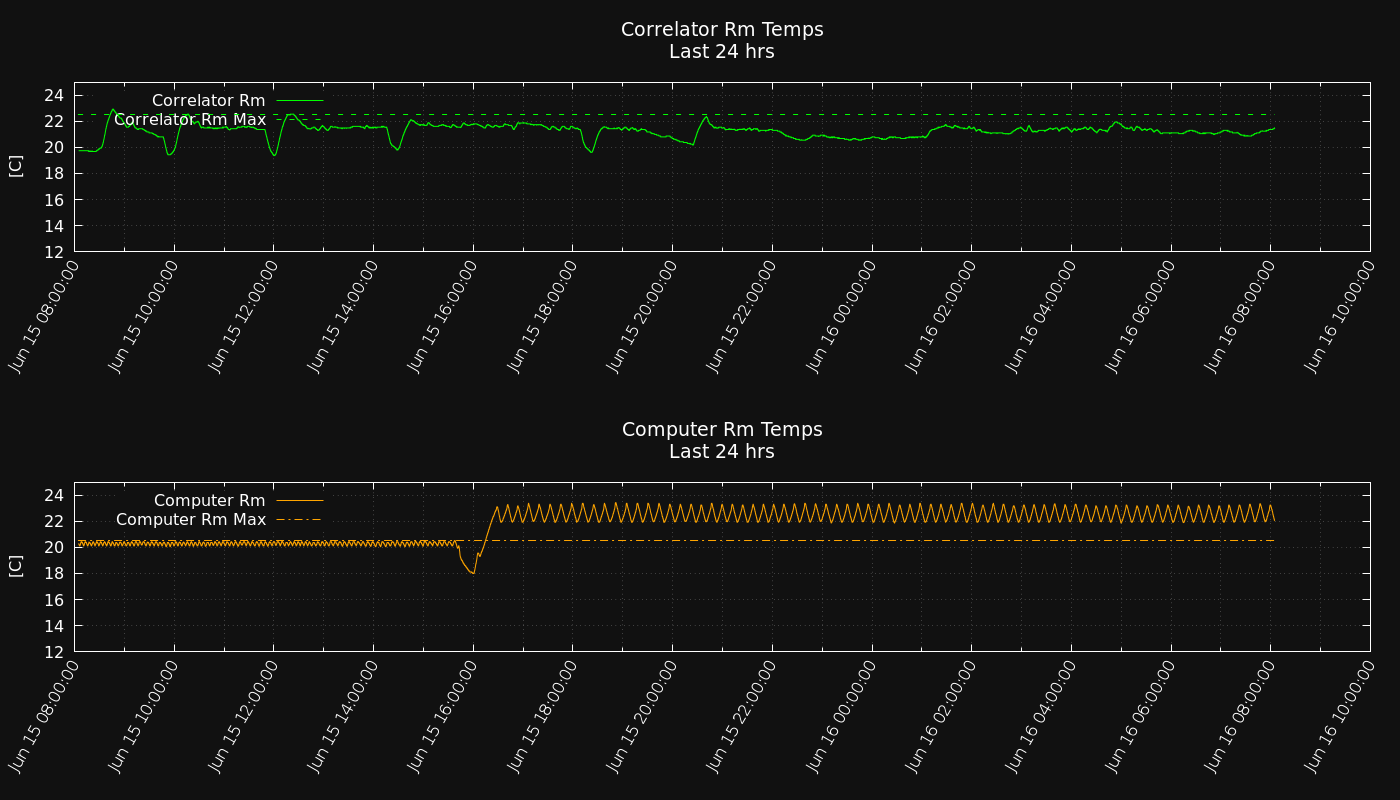 Correlator Rm Temps
Last 24 hrs
Correlator Rm
Correlator Rm Max
[C]
24
22
20
18
16
14
12
Jun 15 08:00:00
Jun 15 10:00:00
Jun 15 12:00:00
Jun 15 14:00:00
Jun 15 16:00:00
Jun 15 18:00:00
Jun 15 20:00:00
Jun 15 22:00:00
Jun 16 00:00:00
Jun 16 02:00:00
Jun 16 04:00:00
Jun 16 06:00:00
Jun 16 08:00:00
Jun 16 10:00:00
Computer Rm Temps
Last 24 hrs
Computer Rm
Computer Rm Max
[C]
24
22
20
18
16
14
12
Jun 15 08:00:00
Jun 15 10:00:00
Jun 15 12:00:00
Jun 15 14:00:00
Jun 15 16:00:00
Jun 15 18:00:00
Jun 15 20:00:00
Jun 15 22:00:00
Jun 16 00:00:00
Jun 16 02:00:00
Jun 16 04:00:00
Jun 16 06:00:00
Jun 16 08:00:00
Jun 16 10:00:00